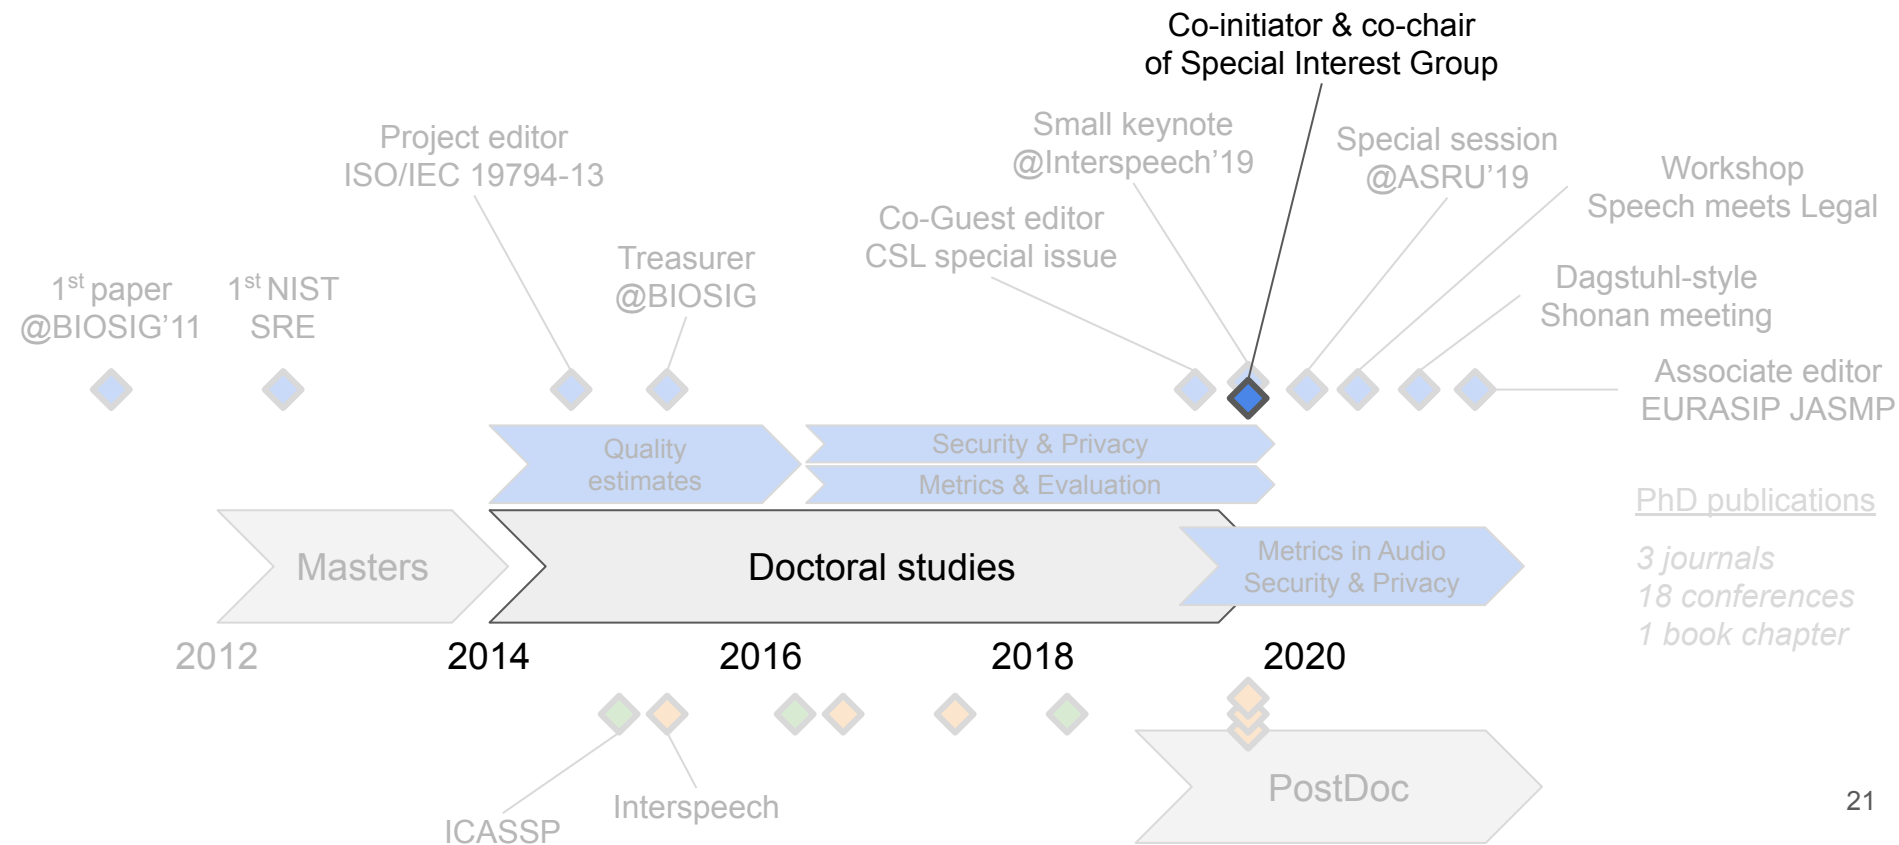 Co-initiator & co-chair
of Special Interest Group
Project editor
ISO/IEC 19794-13
Small keynote
@Interspeech’19
Special session
@ASRU’19
Workshop
Speech meets Legal
Co-Guest editor
CSL special issue
Treasurer
@BIOSIG
1st paper
@BIOSIG’11
1st NIST
SRE
Dagstuhl-style
Shonan meeting
Associate editor
EURASIP JASMP
Quality
estimates
Security & Privacy
Metrics & Evaluation
PhD publications
3 journals
18 conferences
1 book chapter
Masters
Doctoral studies
Metrics in Audio
Security & Privacy
2012
2014
2016
2018
2020
ICASSP
Interspeech
PostDoc
21